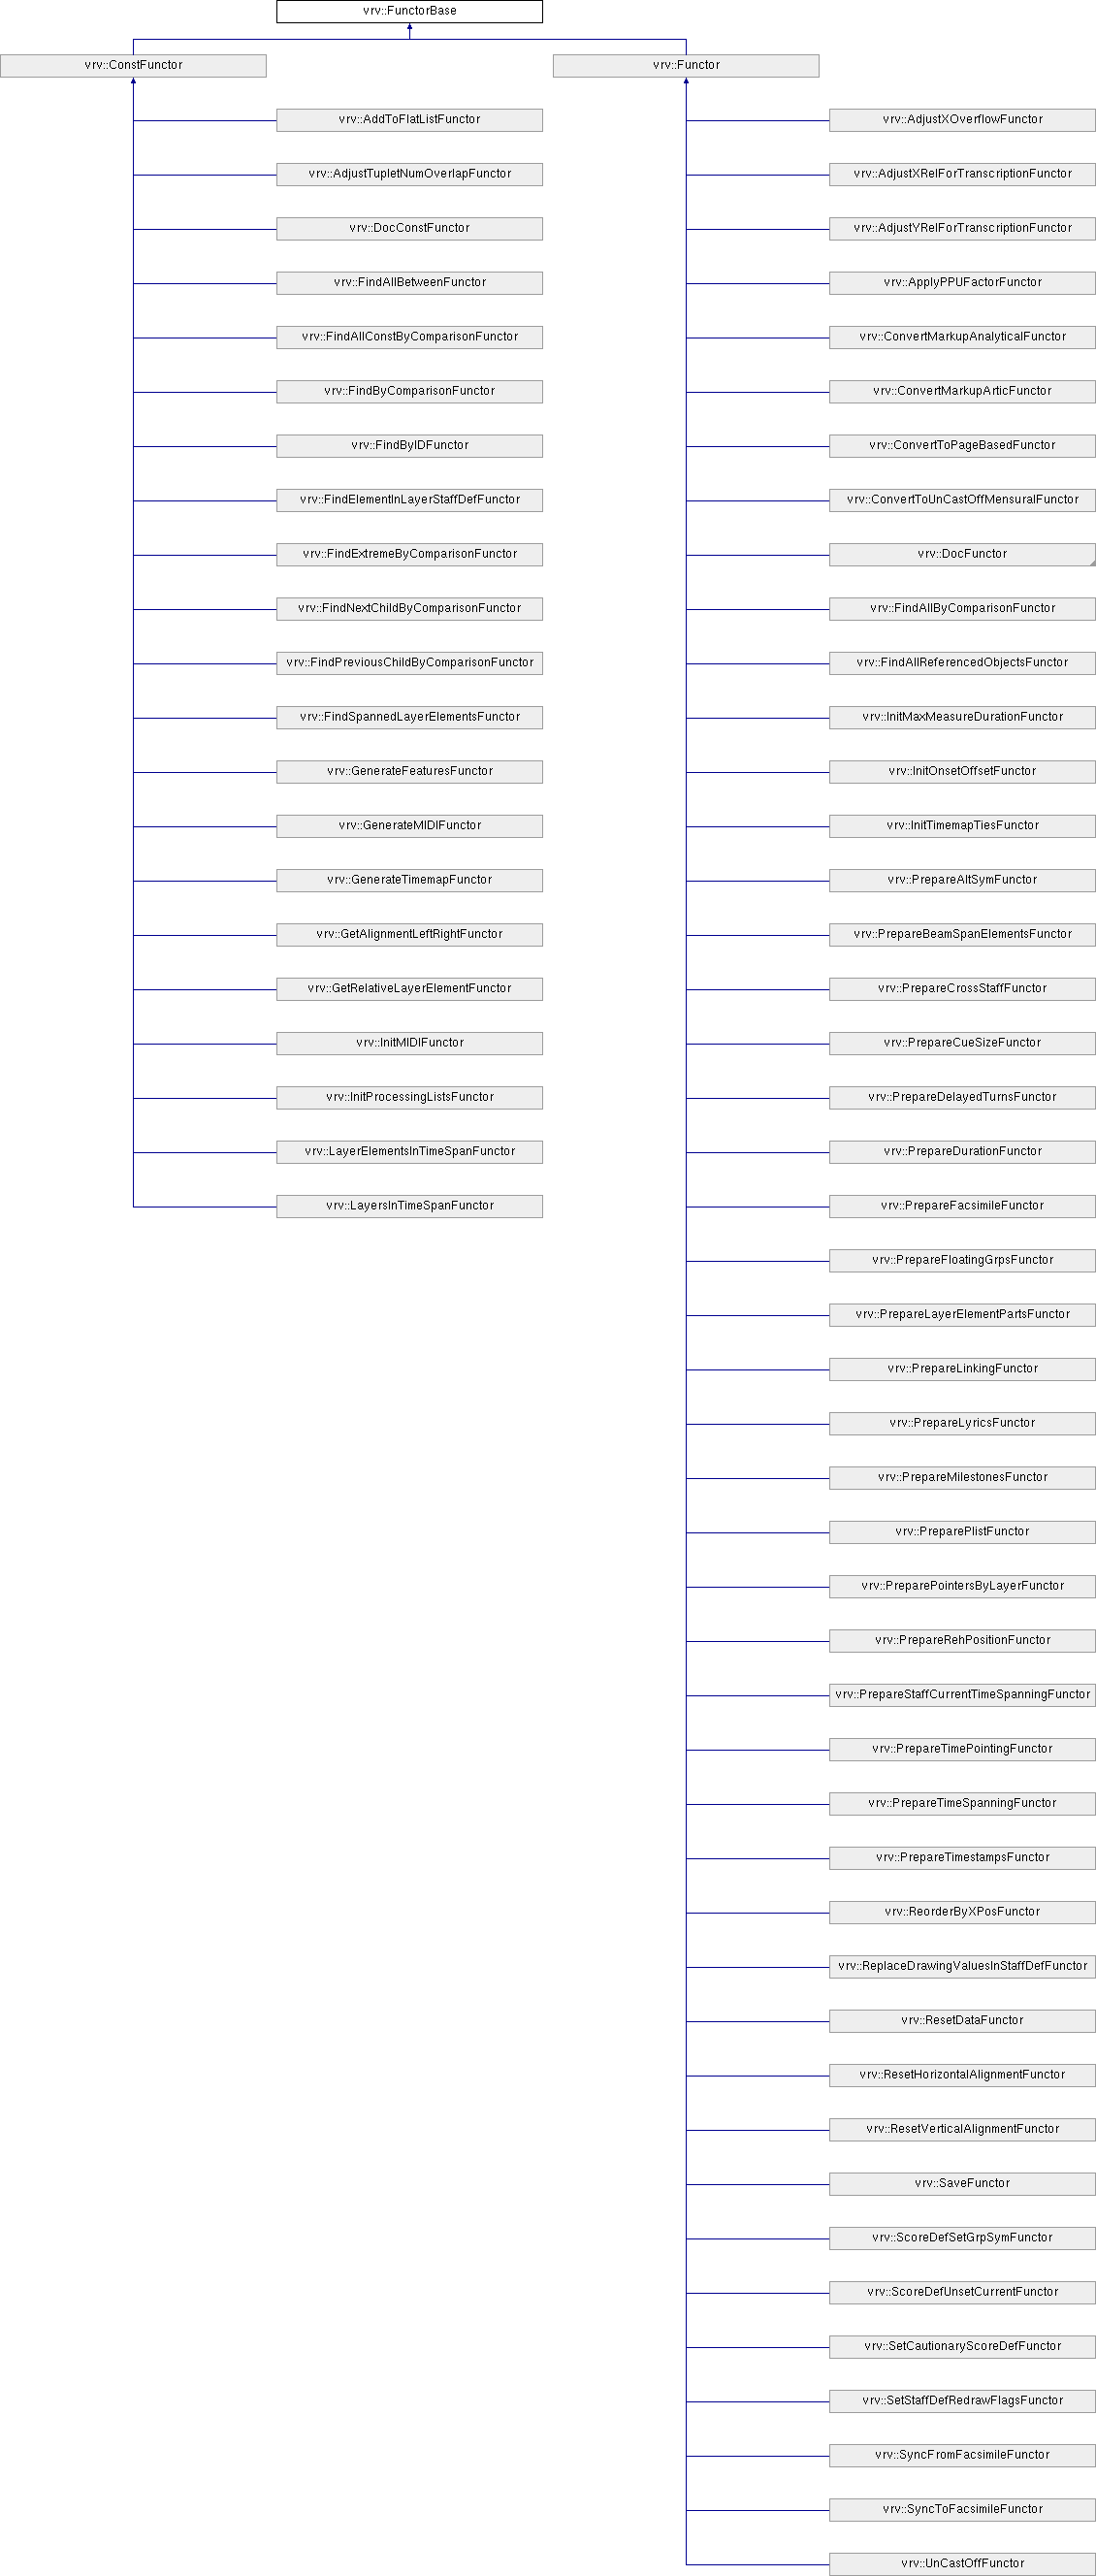 vrv::FunctorBase
vrv::ConstFunctor
vrv::Functor
vrv::AddToFlatListFunctor
vrv::AdjustXOverflowFunctor
vrv::AdjustTupletNumOverlapFunctor
vrv::AdjustXRelForTranscriptionFunctor
vrv::DocConstFunctor
vrv::AdjustYRelForTranscriptionFunctor
vrv::FindAllBetweenFunctor
vrv::ApplyPPUFactorFunctor
vrv::FindAllConstByComparisonFunctor
vrv::ConvertMarkupAnalyticalFunctor
vrv::FindByComparisonFunctor
vrv::ConvertMarkupArticFunctor
vrv::FindByIDFunctor
vrv::ConvertToPageBasedFunctor
vrv::FindElementInLayerStaffDefFunctor
vrv::ConvertToUnCastOffMensuralFunctor
vrv::FindExtremeByComparisonFunctor
vrv::DocFunctor
vrv::FindNextChildByComparisonFunctor
vrv::FindAllByComparisonFunctor
vrv::FindPreviousChildByComparisonFunctor
vrv::FindAllReferencedObjectsFunctor
vrv::FindSpannedLayerElementsFunctor
vrv::InitMaxMeasureDurationFunctor
vrv::GenerateFeaturesFunctor
vrv::InitOnsetOffsetFunctor
vrv::GenerateMIDIFunctor
vrv::InitTimemapTiesFunctor
vrv::GenerateTimemapFunctor
vrv::PrepareAltSymFunctor
vrv::GetAlignmentLeftRightFunctor
vrv::PrepareBeamSpanElementsFunctor
vrv::GetRelativeLayerElementFunctor
vrv::PrepareCrossStaffFunctor
vrv::InitMIDIFunctor
vrv::PrepareCueSizeFunctor
vrv::InitProcessingListsFunctor
vrv::PrepareDelayedTurnsFunctor
vrv::LayerElementsInTimeSpanFunctor
vrv::PrepareDurationFunctor
vrv::LayersInTimeSpanFunctor
vrv::PrepareFacsimileFunctor
vrv::PrepareFloatingGrpsFunctor
vrv::PrepareLayerElementPartsFunctor
vrv::PrepareLinkingFunctor
vrv::PrepareLyricsFunctor
vrv::PrepareMilestonesFunctor
vrv::PreparePlistFunctor
vrv::PreparePointersByLayerFunctor
vrv::PrepareRehPositionFunctor
vrv::PrepareStaffCurrentTimeSpanningFunctor
vrv::PrepareTimePointingFunctor
vrv::PrepareTimeSpanningFunctor
vrv::PrepareTimestampsFunctor
vrv::ReorderByXPosFunctor
vrv::ReplaceDrawingValuesInStaffDefFunctor
vrv::ResetDataFunctor
vrv::ResetHorizontalAlignmentFunctor
vrv::ResetVerticalAlignmentFunctor
vrv::SaveFunctor
vrv::ScoreDefSetGrpSymFunctor
vrv::ScoreDefUnsetCurrentFunctor
vrv::SetCautionaryScoreDefFunctor
vrv::SetStaffDefRedrawFlagsFunctor
vrv::SyncFromFacsimileFunctor
vrv::SyncToFacsimileFunctor
vrv::UnCastOffFunctor